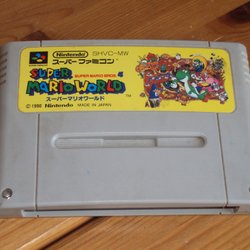 Nintendo SHVC-MW
スーパーファミコン
SUPER MARIO BROS. 4
SUPER
MARIO WORLD
スーパーマリオワールド
©1990 Nintendo MADE IN JAPAN